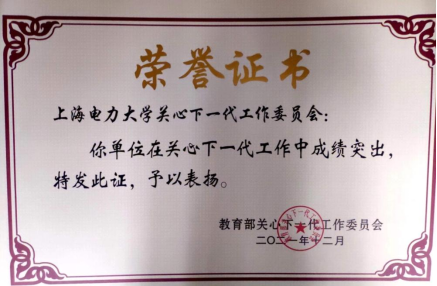 荣誉证书
上海电力大学关心下一代工作委员会：
你单位在关心下一代工作中成绩突出，
特发此证，予以表扬。
教育部关心下一代工作委员会
二〇二一年十二月